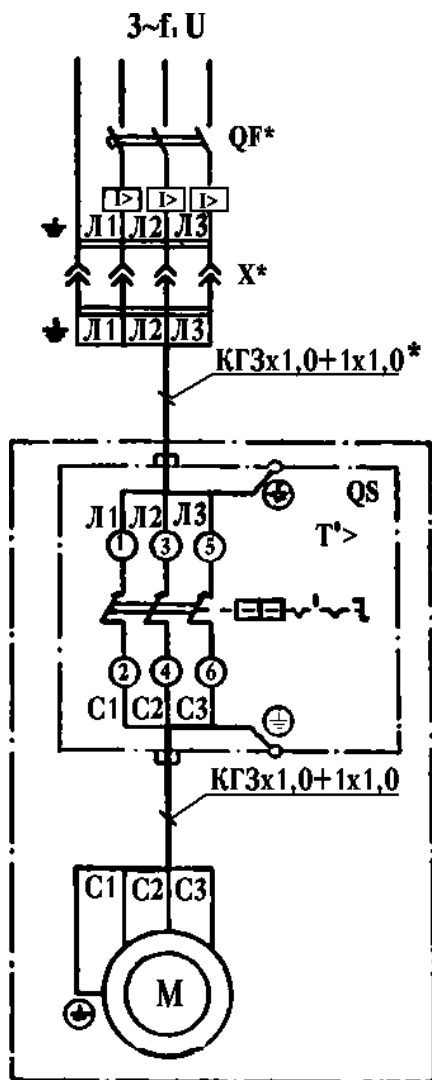 3~f, U
QF*
I> I> I>
Л1 Л2 Л3
X*
Л1 Л2 Л3
КГ3х1,0+1х1,0*
QS
Л1 Л2 Л3
T°>
1 3 5
2 4 6
С1 С2 С3
КГ3х1,0+1х1,0
С1 С2 С3
М